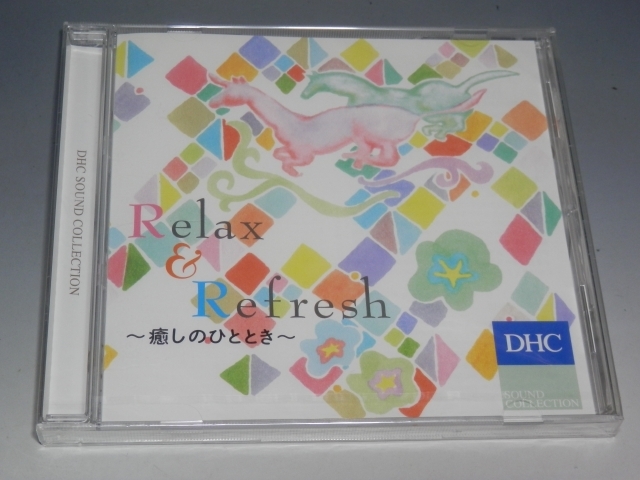 DHC SOUND COLLECTION
Relax
&
Refresh
～癒しのひととき～
DHC
SOUND
COLLECTION